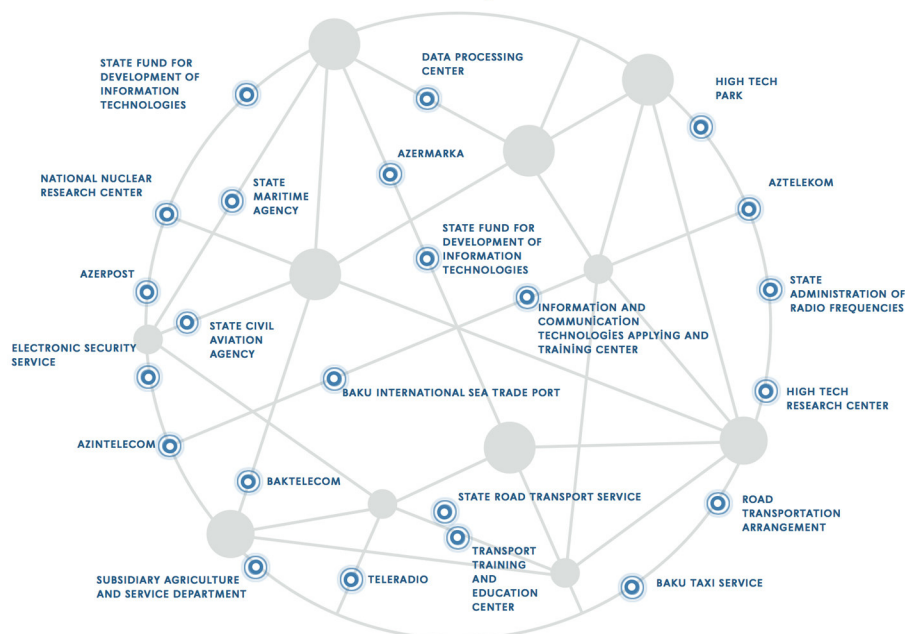 STATE FUND FOR
DEVELOPMENT OF
INFORMATION
TECHNOLOGIES
DATA PROCESSING
CENTER
HIGH TECH
PARK
AZERMARKA
NATIONAL NUCLEAR
RESEARCH CENTER
STATE
MARITIME
AGENCY
AZTELEKOM
STATE FUND FOR
DEVELOPMENT OF
INFORMATION
TECHNOLOGIES
AZERPOST
STATE
ADMINISTRATION OF
RADIO FREQUENCIES
INFORMATİON AND
COMMUNICATİON
TECHNOLOGIES APPLYİNG AND
TRAİNİNG CENTER
STATE CIVIL
AVIATION
AGENCY
ELECTRONIC SECURITY
SERVICE
BAKU INTERNATIONAL SEA TRADE PORT
HIGH TECH
RESEARCH CENTER
AZINTELECOM
BAKTELECOM
STATE ROAD TRANSPORT SERVICE
ROAD
TRANSPORTATION
ARRANGEMENT
TRANSPORT
TRAINING
AND
EDUCATION
CENTER
SUBSIDIARY AGRICULTURE
AND SERVICE DEPARTMENT
TELERADIO
BAKU TAXI SERVICE